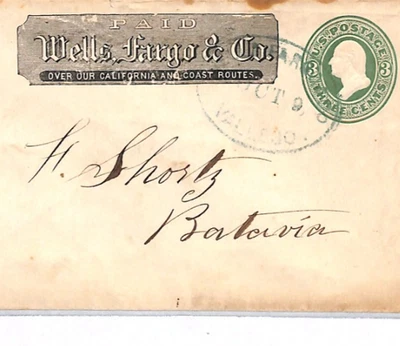 PAID
Wells, Fargo & Co.
OVER OUR CALIFORNIA AND COAST ROUTES.
U.S. POSTAGE
3 3
THREE CENTS
OCT 9
VALLEJO.
H Shortz
Batavia